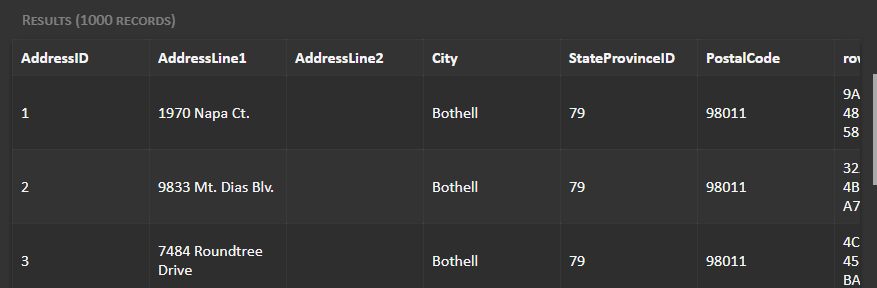 Results (1000 records)
AddressID AddressLine1 AddressLine2 City StateProvinceID PostalCode
1 1970 Napa Ct. Bothell 79 98011 9A
48
58
2 9833 Mt. Dias Blv. Bothell 79 98011 32
4B
A7
3 7484 Roundtree Drive Bothell 79 98011 4C
45
BA